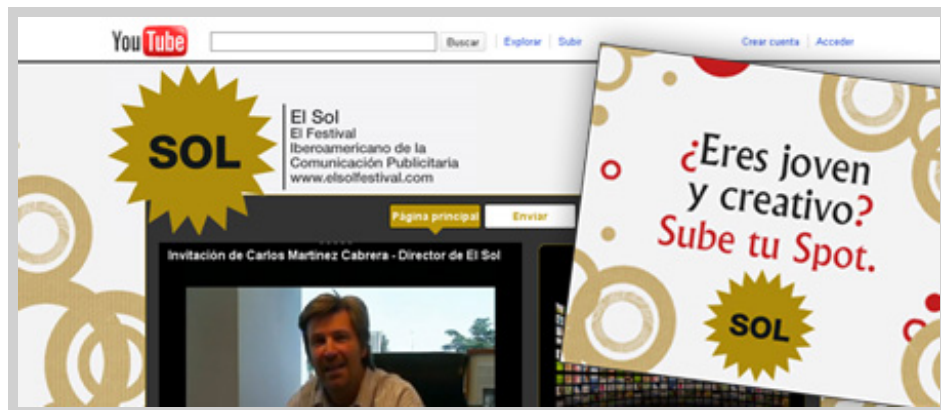 YouTube Buscar Explorar Subir Crear cuenta Acceder
SOL
El Sol
El Festival
Iberoamericano de la
Comunicación Publicitaria
www.elsolfestival.com
Página principal Enviar
Invitación de Carlos Martinez Cabrera - Director de El Sol
¿Eres joven
y creativo?
Sube tu Spot.
SOL